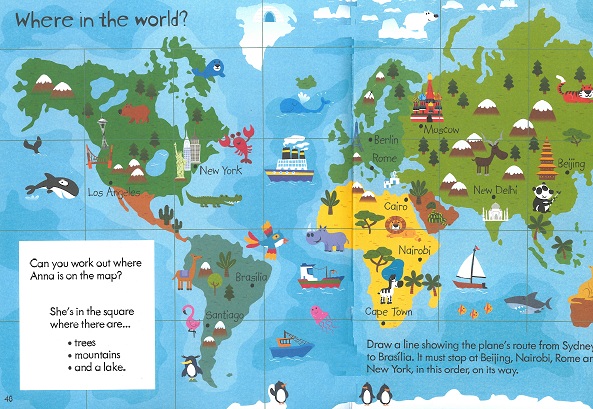 Where in the world?
Moscow
Berlin
Rome
New York
Beijing
Los Angeles
New Delhi
Cairo
Can you work out where
Anna is on the map?
Nairobi
Brasília
She's in the square
where there are...
Santiago
Cape Town
• trees
• mountains
• and a lake.
Draw a line showing the plane's route from Sydney
to Brasília. It must stop at Beijing, Nairobi, Rome
New York, in this order, on its way.
40